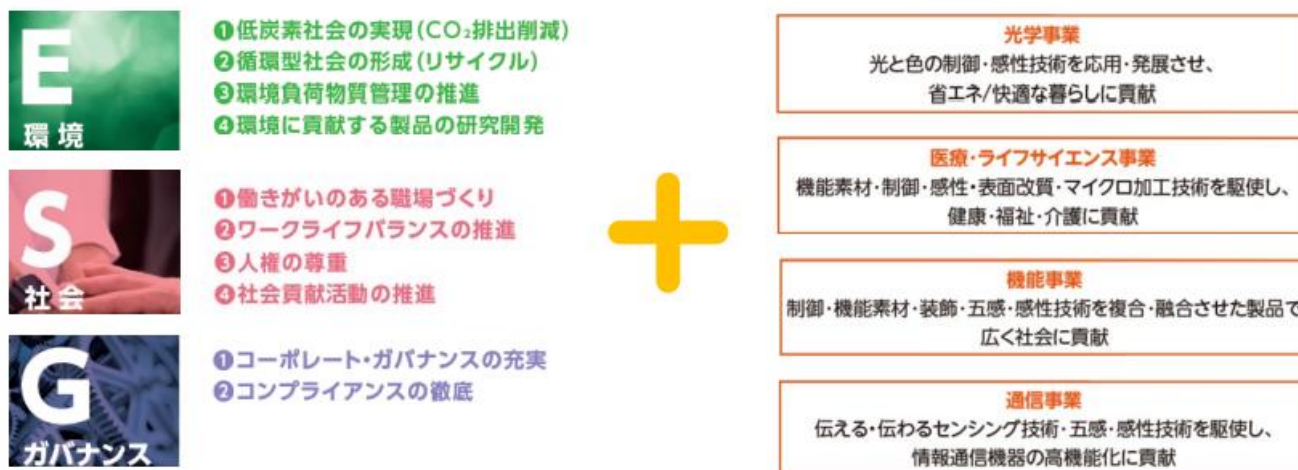 E
環境
❶低炭素社会の実現(CO₂排出削減)
❷循環型社会の形成(リサイクル)
❸環境負荷物質管理の推進
❹環境に貢献する製品の研究開発
S
社会
❶働きがいのある職場づくり
❷ワークライフバランスの推進
❸人権の尊重
❹社会貢献活動の推進
G
ガバナンス
❶コーポレート・ガバナンスの充実
❷コンプライアンスの徹底
光学事業
光と色の制御・感性技術を応用・発展させ、
省エネ/快適な暮らしに貢献
医療・ライフサイエンス事業
機能素材・制御・感性・表面改質・マイクロ加工技術を駆使し、
健康・福祉・介護に貢献
機能事業
制御・機能素材・装飾・五感・感性技術を複合・融合させた製品で
広く社会に貢献
通信事業
伝える・伝わるセンシング技術・五感・感性技術を駆使し、
情報通信機器の高機能化に貢献